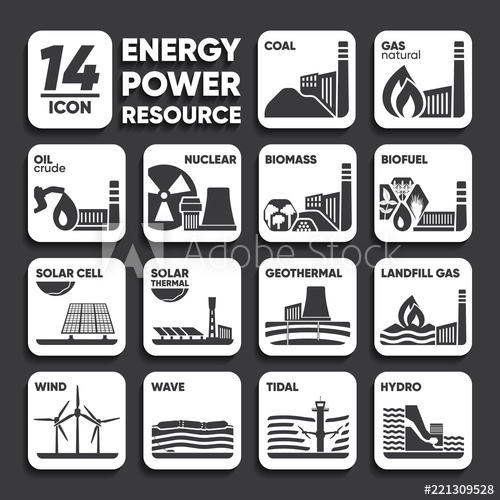 14
ICON
ENERGY
POWER
RESOURCE
COAL
GAS
natural
OIL
crude
NUCLEAR
BIOMASS
BIOFUEL
SOLAR CELL
SOLAR
THERMAL
GEOTHERMAL
LANDFILL GAS
WIND
WAVE
TIDAL
HYDRO
Adobe Stock
#221309528